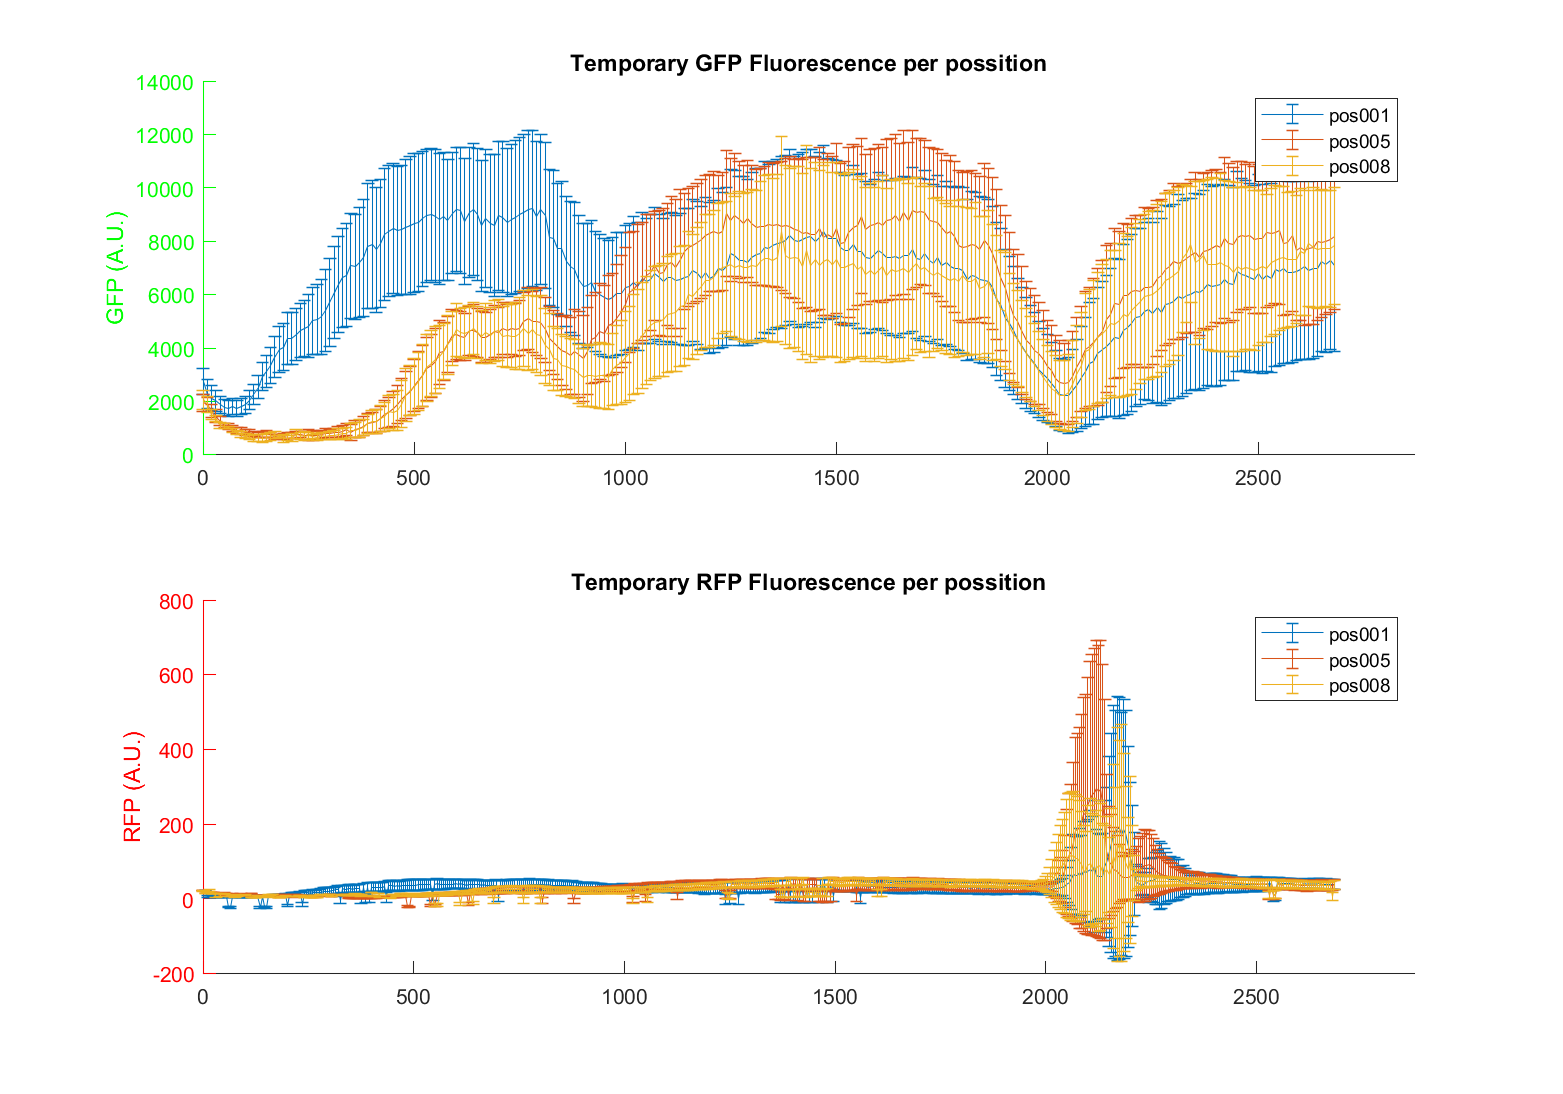 Temporary GFP Fluorescence per possition
GFP (A.U.)
14000
12000
10000
8000
6000
4000
2000
0
pos001
pos005
pos008
0 500 1000 1500 2000 2500
Temporary RFP Fluorescence per possition
RFP (A.U.)
800
600
400
200
0
-200
pos001
pos005
pos008
0 500 1000 1500 2000 2500